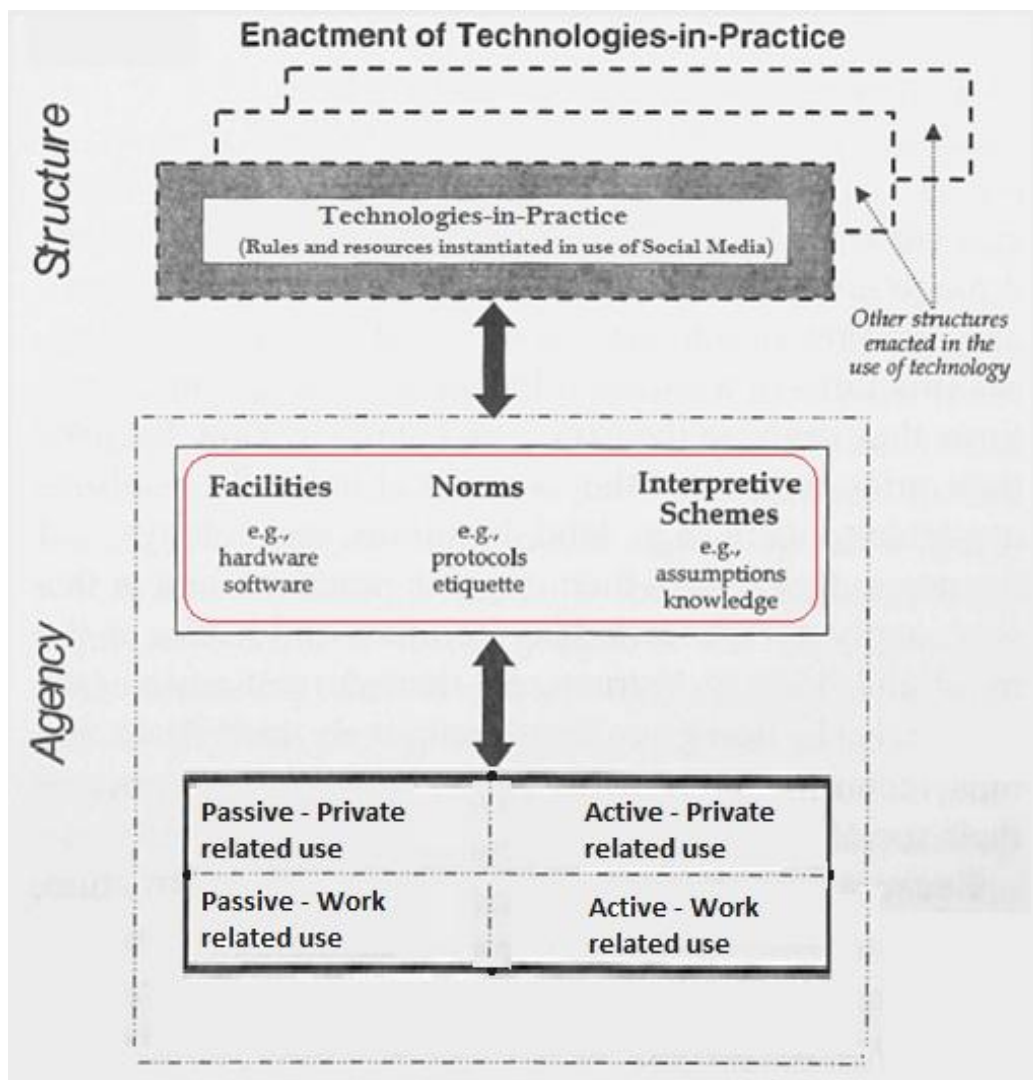 Enactment of Technologies-in-Practice
Structure
Technologies-in-Practice
(Rules and resources instantiated in use of Social Media)
Other structures
enacted in the
use of technology
Agency
Facilities
e.g.,
hardware
software
Norms
e.g.,
protocols
etiquette
Interpretive
Schemes
e.g.,
assumptions
knowledge
Passive - Private
related use
Active - Private
related use
Passive - Work
related use
Active - Work
related use